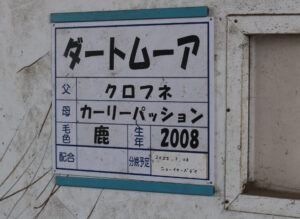 ダートムーア
父 クロフネ
母 カーリーパッション
毛色 鹿 生年 2008
配合 分娩予定